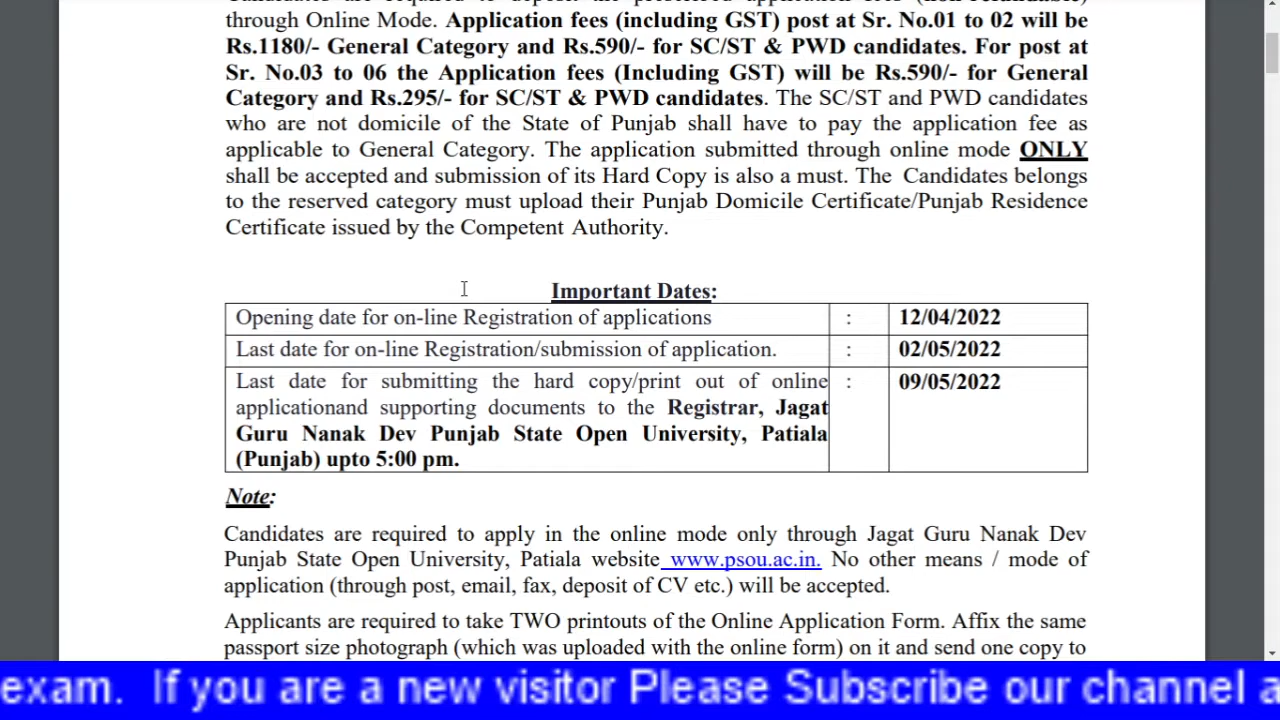 Candidates are required to deposit the prescribed application fees (non-refundable)
through Online Mode. Application fees (including GST) post at Sr. No.01 to 02 will be
Rs.1180/- General Category and Rs.590/- for SC/ST & PWD candidates. For post at
Sr. No.03 to 06 the Application fees (Including GST) will be Rs.590/- for General
Category and Rs.295/- for SC/ST & PWD candidates. The SC/ST and PWD candidates
who are not domicile of the State of Punjab shall have to pay the application fee as
applicable to General Category. The application submitted through online mode ONLY
shall be accepted and submission of its Hard Copy is also a must. The Candidates belongs
to the reserved category must upload their Punjab Domicile Certificate/Punjab Residence
Certificate issued by the Competent Authority.
Important Dates:
Opening date for on-line Registration of applications : 12/04/2022
Last date for on-line Registration/submission of application. : 02/05/2022
Last date for submitting the hard copy/print out of online : 09/05/2022
applicationand supporting documents to the Registrar, Jagat
Guru Nanak Dev Punjab State Open University, Patiala
(Punjab) upto 5:00 pm.
Note:
Candidates are required to apply in the online mode only through Jagat Guru Nanak Dev
Punjab State Open University, Patiala website www.psou.ac.in. No other means / mode of
application (through post, email, fax, deposit of CV etc.) will be accepted.
Applicants are required to take TWO printouts of the Online Application Form. Affix the same
passport size photograph (which was uploaded with the online form) on it and send one copy to
exam. If you are a new visitor Please Subscribe our channel a